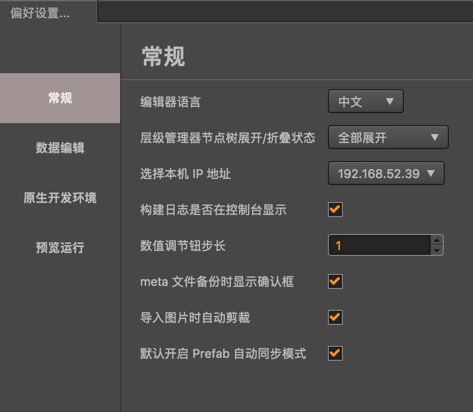 偏好设置...
常规
常规
数据编辑
原生开发环境
预览运行
编辑器语言 中文
层级管理器节点树展开/折叠状态 全部展开
选择本机 IP 地址 192.168.52.39
构建日志是否在控制台显示
数值调节钮步长 1
meta 文件备份时显示确认框
导入图片时自动剪裁
默认开启 Prefab 自动同步模式